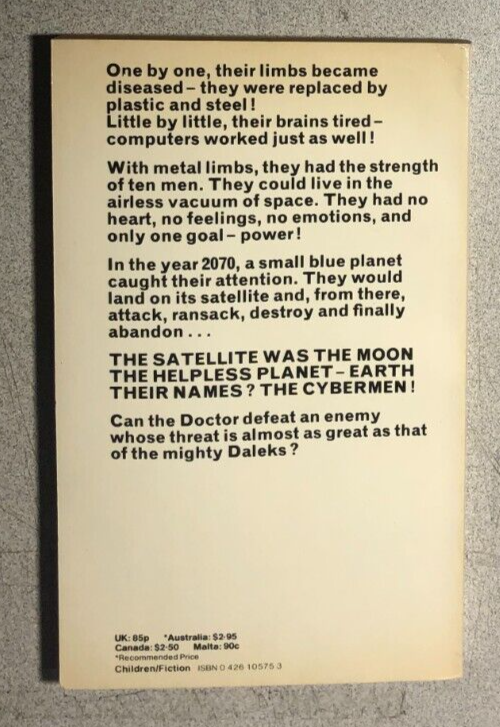 One by one, their limbs became
diseased – they were replaced by
plastic and steel!
Little by little, their brains tired –
computers worked just as well!
With metal limbs, they had the strength
of ten men. They could live in the
airless vacuum of space. They had no
heart, no feelings, no emotions, and
only one goal – power!
In the year 2070, a small blue planet
caught their attention. They would
land on its satellite and, from there,
attack, ransack, destroy and finally
abandon . . .
THE SATELLITE WAS THE MOON
THE HELPLESS PLANET – EARTH
THEIR NAMES? THE CYBERMEN!
Can the Doctor defeat an enemy
whose threat is almost as great as that
of the mighty Daleks?
UK: 85p *Australia: $2·95
Canada: $2·50 Malta: 90c
*Recommended Price
Children/Fiction ISBN 0 426 10575 3